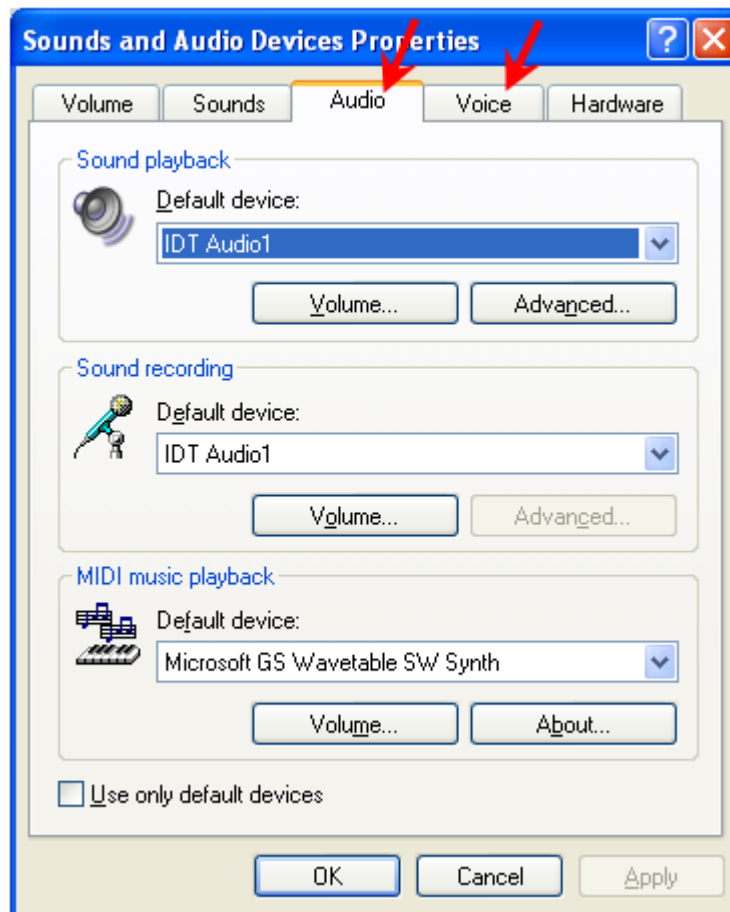 Sounds and Audio Devices Properties ?
Volume Sounds Audio Voice Hardware
Sound playback
Default device:
IDT Audio1
Volume... Advanced...
Sound recording
Default device:
IDT Audio1
Volume... Advanced...
MIDI music playback
Default device:
Microsoft GS Wavetable SW Synth
Volume... About...
Use only default devices
OK Cancel Apply